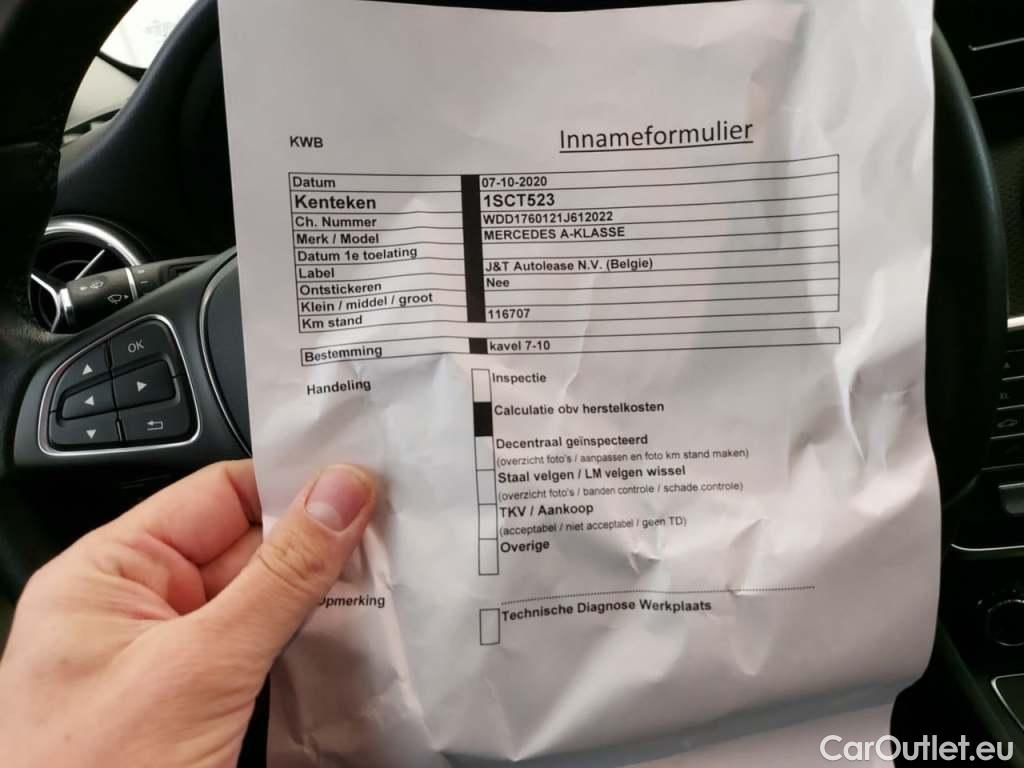 KWB
Innameformulier
Datum 07-10-2020
Kenteken 1SCT523
Ch. Nummer WDD1760121J612022
Merk / Model MERCEDES A-KLASSE
Datum 1e toelating
Label J&T Autolease N.V. (Belgie)
Ontstickeren Nee
Klein / middel / groot
Km stand 116707
Bestemming kavel 7-10
Handeling Inspectie
Calculatie obv herstelkosten
Decentraal geïnspecteerd
(overzicht foto's / aanpassen en foto km stand maken)
Staal velgen / LM velgen wissel
(overzicht foto's / banden controle / schade controle)
TKV / Aankoop
(acceptabel / niet acceptabel / geen TD)
Overige
Opmerking
Technische Diagnose Werkplaats
OK
CarOutlet.eu